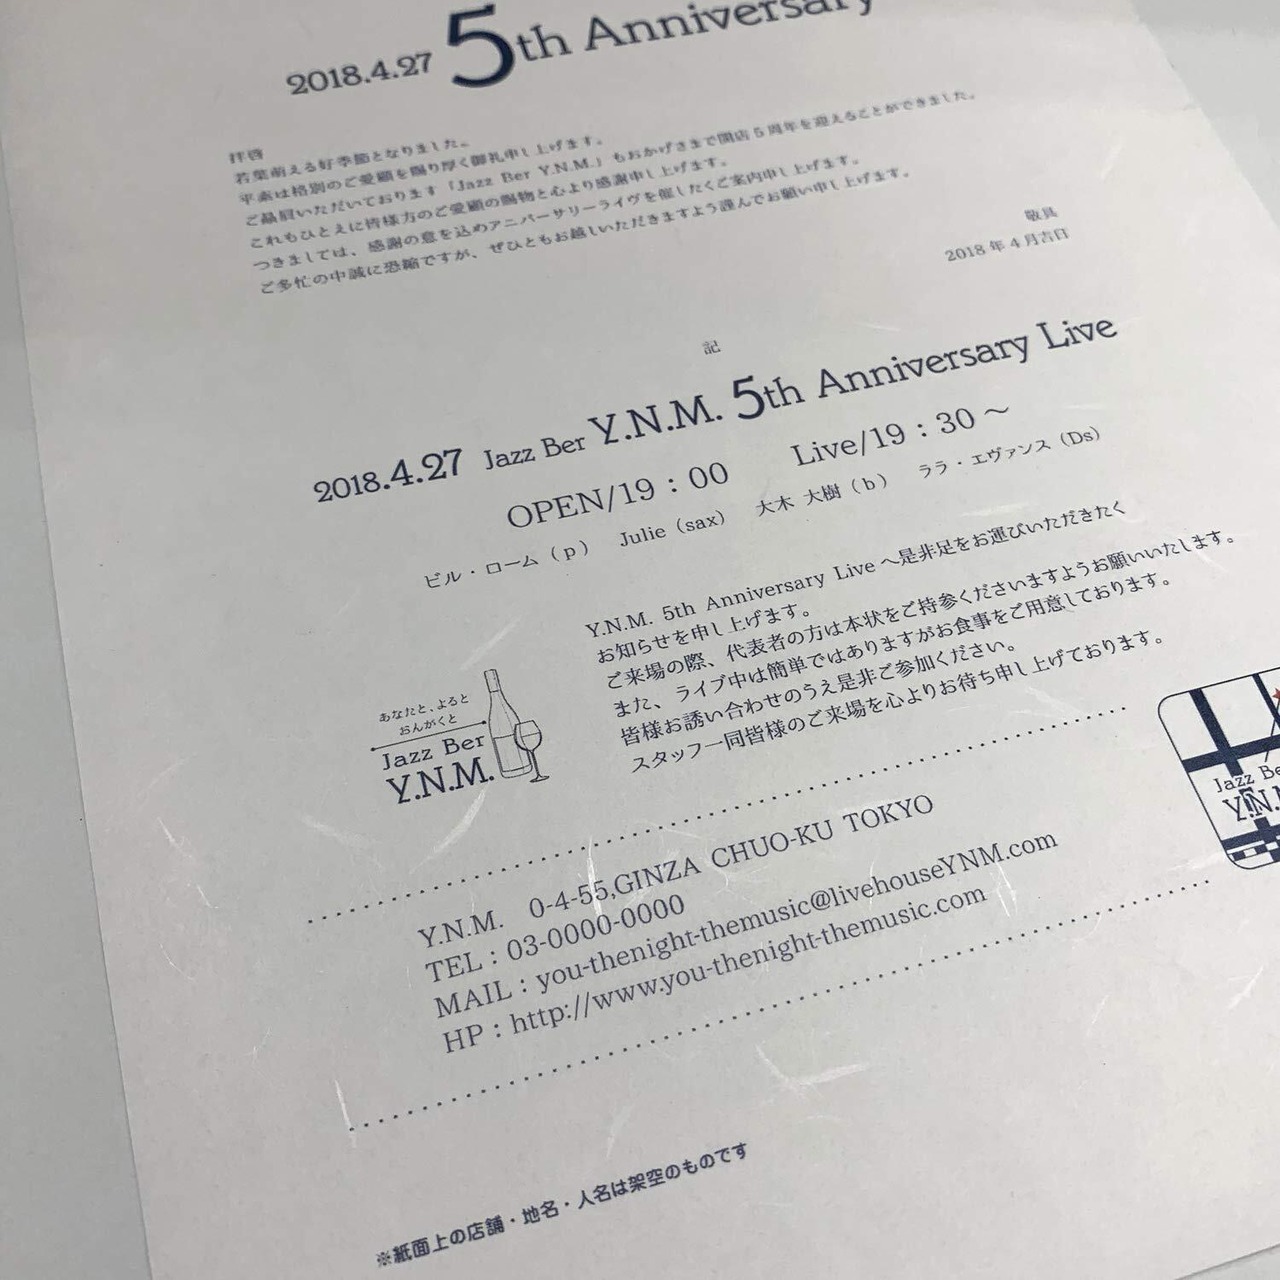 2018.4.27 5th Anniversary
拝啓
若葉萌える好季節となりました。
平素は格別のご愛顧を賜り厚く御礼申し上げます。
ご贔屓いただいております「Jazz Ber Y.N.M.」もおかげさまで開店5周年を迎えることができました。
これもひとえに皆様方のご愛顧の賜物と心より感謝申し上げます。
つきましては、感謝の意を込めアニバーサリーライヴを催したくご案内申し上げます。
ご多忙の中誠に恐縮ですが、ぜひともお越しいただきますよう謹んでお願い申し上げます。
敬具
2018年4月吉日
記
2018.4.27 Jazz Ber Y.N.M. 5th Anniversary Live
OPEN/19：00 Live/19：30～
ビル・ローム（p） Julie（sax） 大木 大樹（b） ララ・エヴァンス（Ds）
Y.N.M. 5th Anniversary Liveへ是非足をお運びいただきたく
お知らせを申し上げます。
ご来場の際、代表者の方は本状をご持参くださいますようお願いいたします。
また、ライブ中は簡単ではありますがお食事をご用意しております。
皆様お誘い合わせのうえ是非ご参加ください。
スタッフ一同皆様のご来場を心よりお待ち申し上げております。
あなたと、よると
おんがくと
Jazz Ber
Y.N.M.
Jazz Be
Y.N.M
Y.N.M. 0-4-55,GINZA CHUO-KU TOKYO
TEL：03-0000-0000
MAIL：you-thenight-themusic@livehouseYNM.com
HP：http://www.you-thenight-themusic.com
※紙面上の店舗・地名・人名は架空のものです